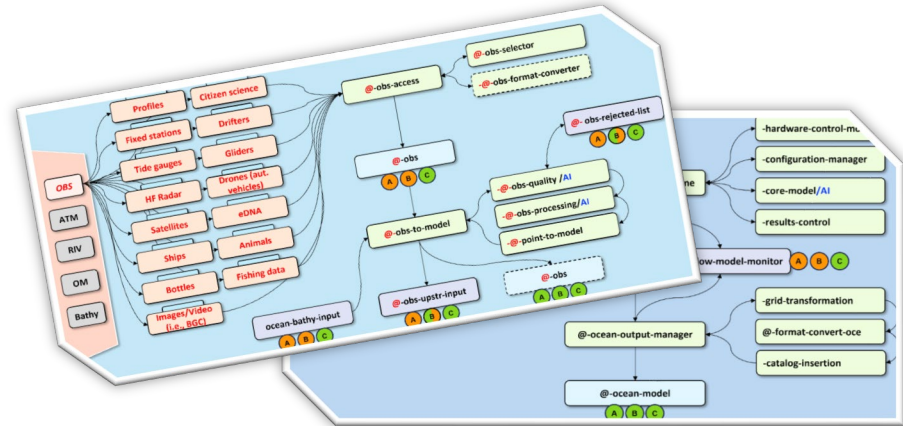 OBS
ATM
RIV
OM
Bathy
Profiles
Citizen science
Fixed stations
Drifters
Tide gauges
Gliders
HF Radar
Drones (aut. vehicles)
Satellites
eDNA
Ships
Animals
Bottles
Fishing data
Images/Video
(i.e., BGC)
@-obs-access
@-obs-selector
-@-obs-format-converter
@-obs
A B C
@- obs-rejected-list
A B C
-@-obs-quality /AI
-@-obs-processing/AI
-@-point-to-model
@-obs-to-model
ocean-bathy-input
A B C
@-obs-upstr-input
A B C
@-obs
A B C
-hardware-control-mo
-configuration-manager
-core-model/AI
-results-control
me
ow-model-monitor
A B C
-grid-transformation
@-format-convert-oce
-catalog-insertion
@-ocean-output-manager
@-ocean-model
A B C